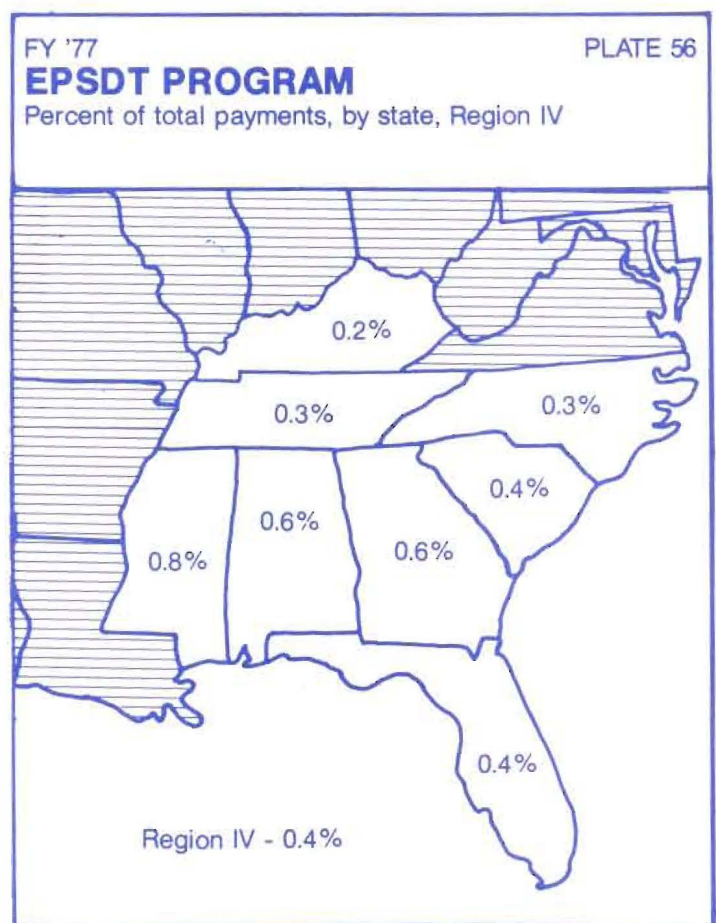 FY '77
PLATE 56
EPSDT PROGRAM
Percent of total payments, by state, Region IV
0.2%
0.3%
0.3%
0.4%
0.6%
0.6%
0.8%
0.4%
Region IV - 0.4%